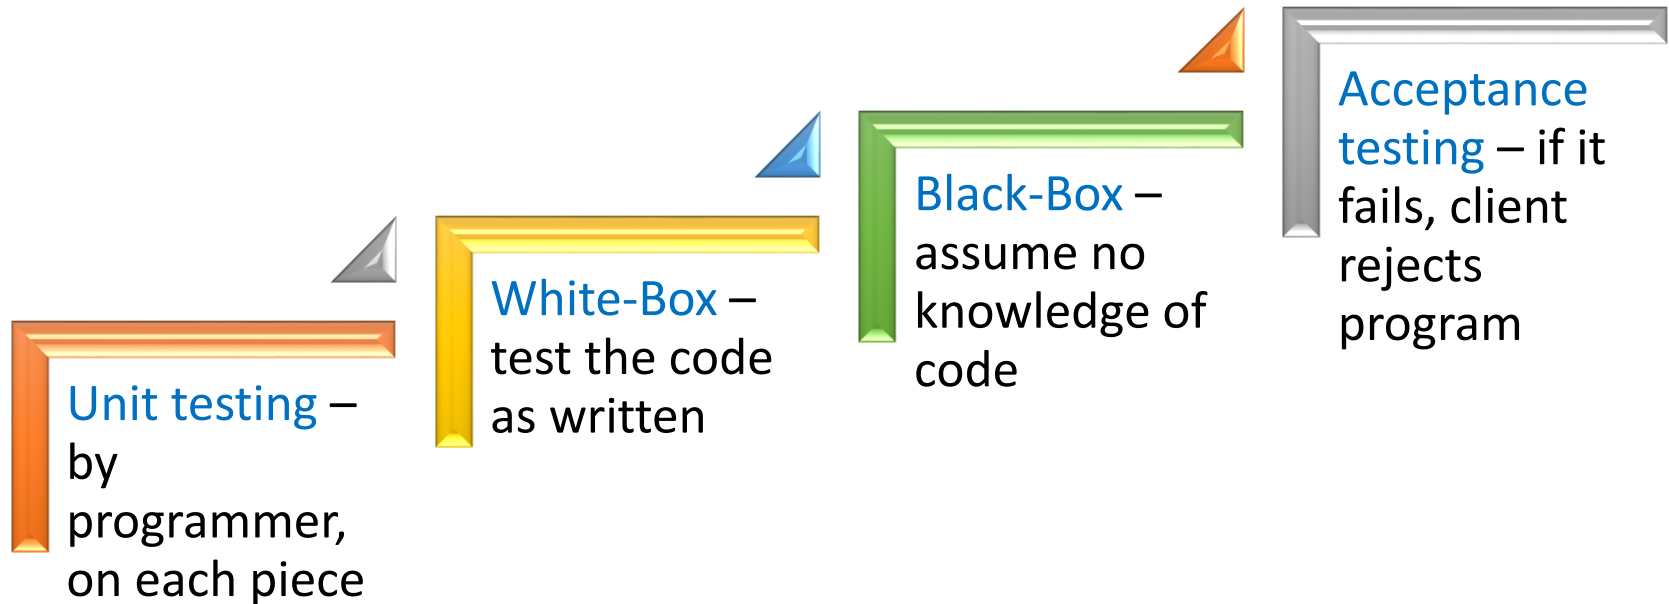 Unit testing –
by
programmer,
on each piece
White-Box –
test the code
as written
Black-Box –
assume no
knowledge of
code
Acceptance
testing – if it
fails, client
rejects
program